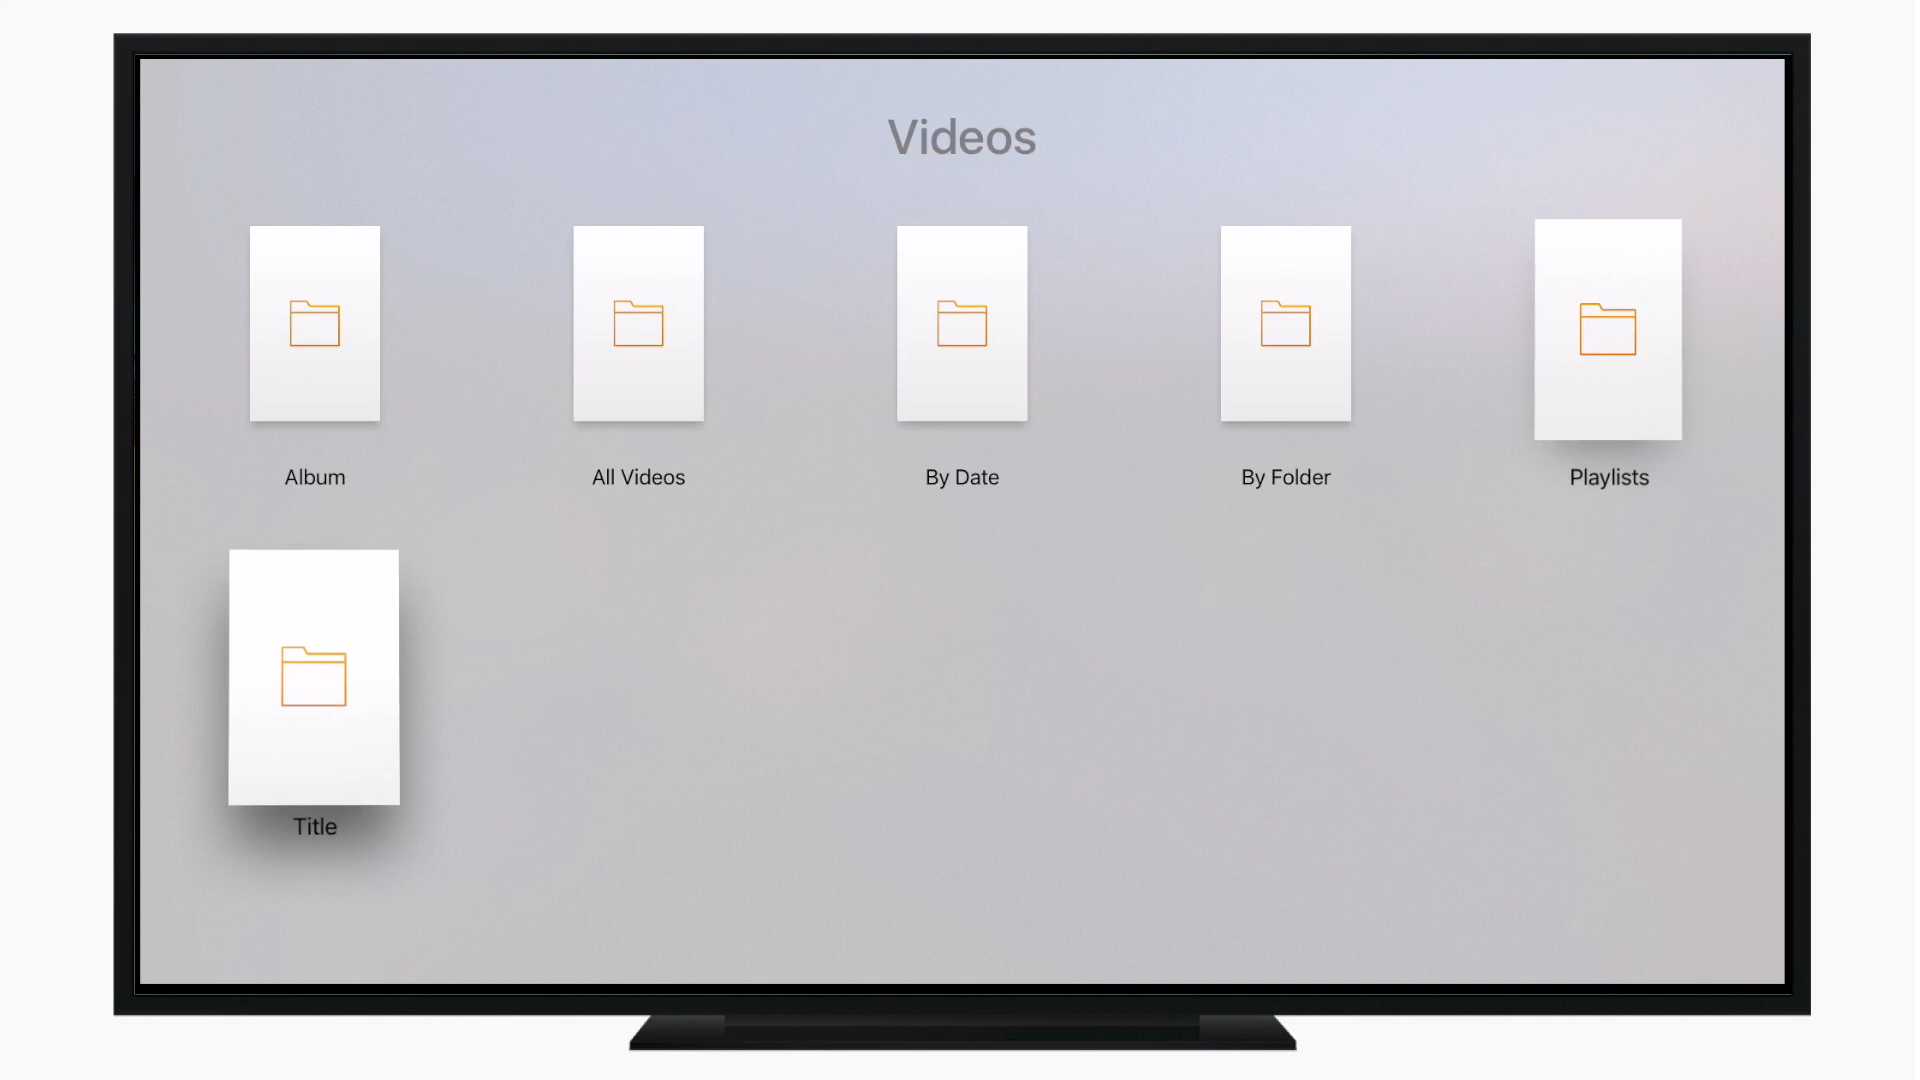 Videos
Album
All Videos
By Date
By Folder
Playlists
Title